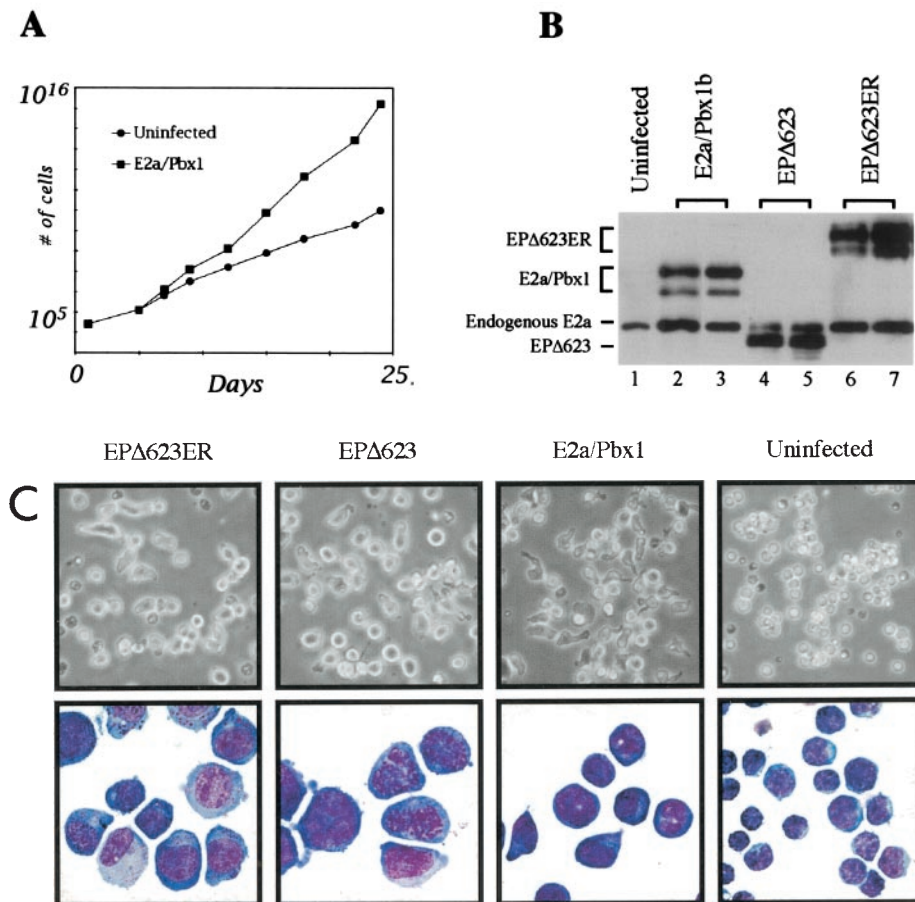 A
10^16
Uninfected
E2a/Pbx1
# of cells
10^5
0
Days
25.
B
Uninfected
E2a/Pbx1b
EPΔ623
EPΔ623ER
EPΔ623ER
E2a/Pbx1
Endogenous E2a
EPΔ623
1 2 3 4 5 6 7
C
EPΔ623ER EPΔ623 E2a/Pbx1 Uninfected